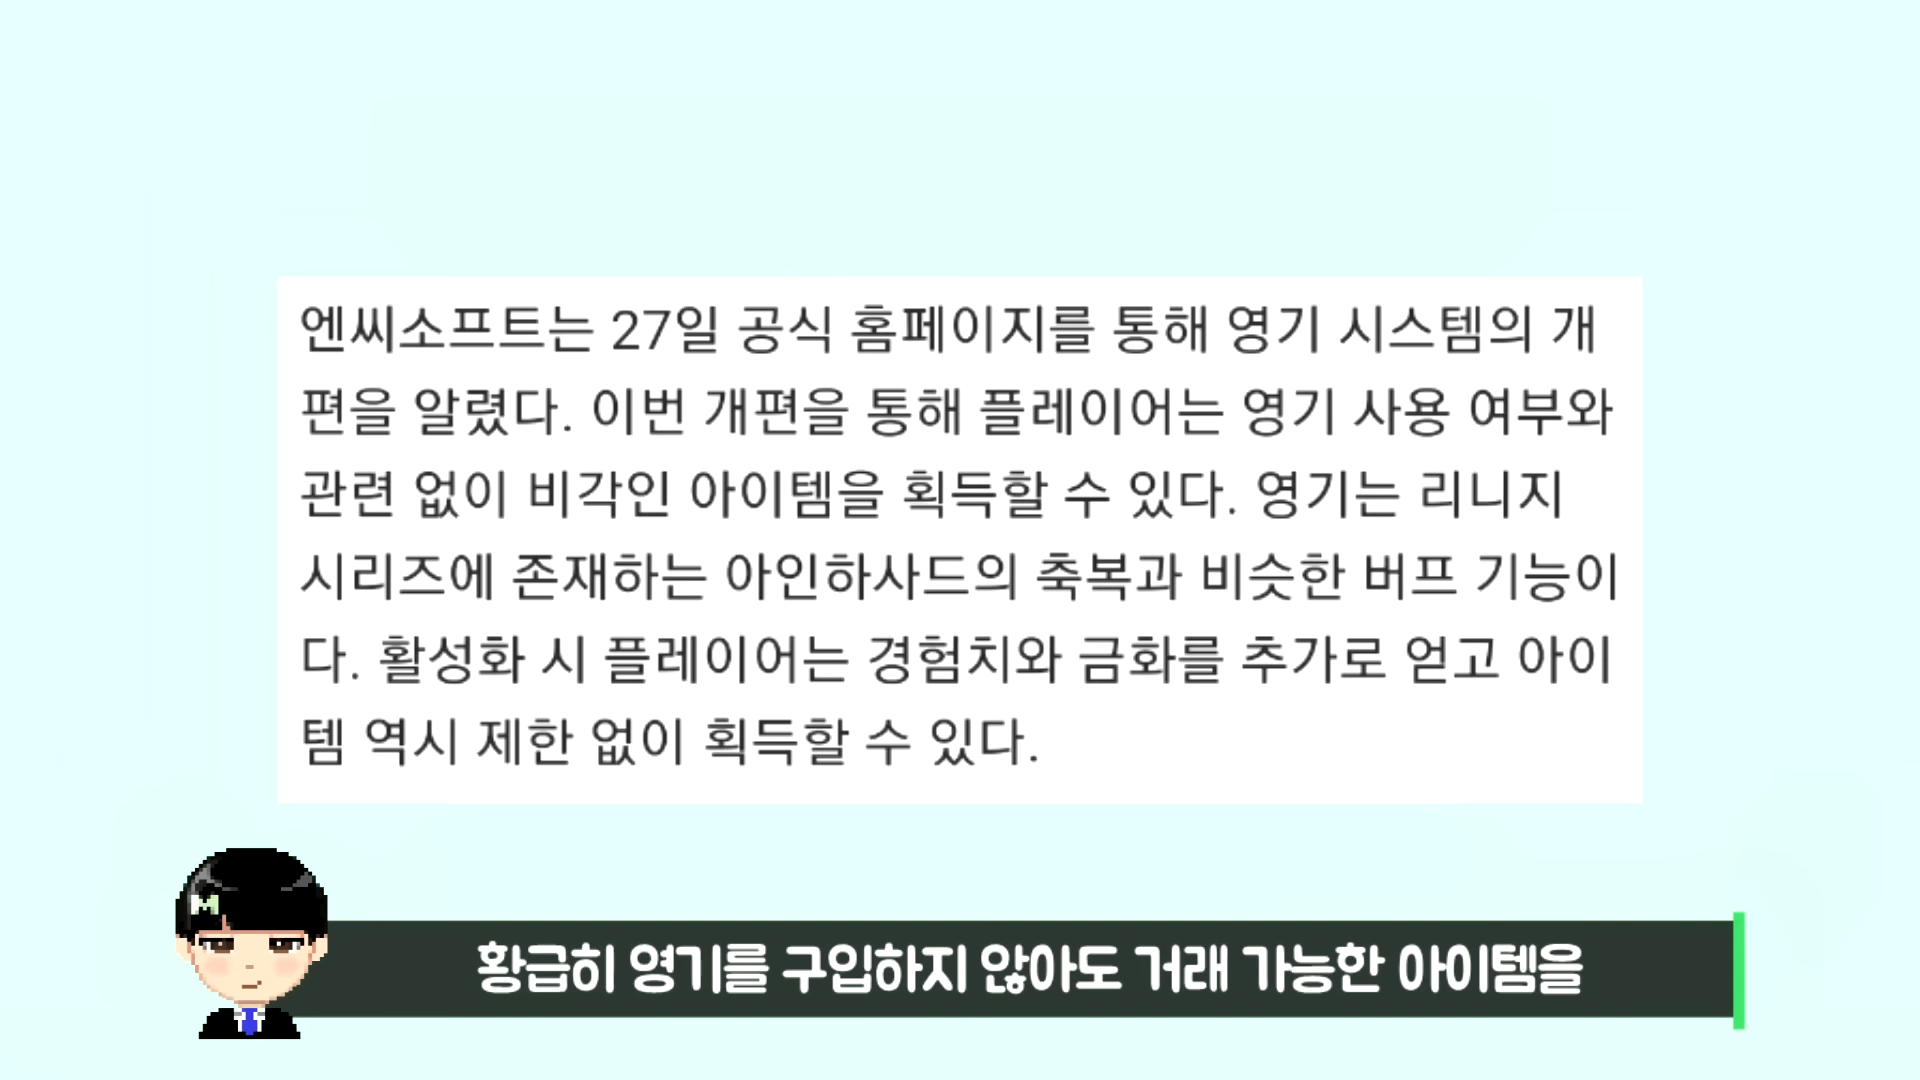 엔씨소프트는 27일 공식 홈페이지를 통해 영기 시스템의 개
편을 알렸다. 이번 개편을 통해 플레이어는 영기 사용 여부와
관련 없이 비각인 아이템을 획득할 수 있다. 영기는 리니지
시리즈에 존재하는 아인하사드의 축복과 비슷한 버프 기능이
다. 활성화 시 플레이어는 경험치와 금화를 추가로 얻고 아이
템 역시 제한 없이 획득할 수 있다.
M
황급히 영기를 구입하지 않아도 거래 가능한 아이템을